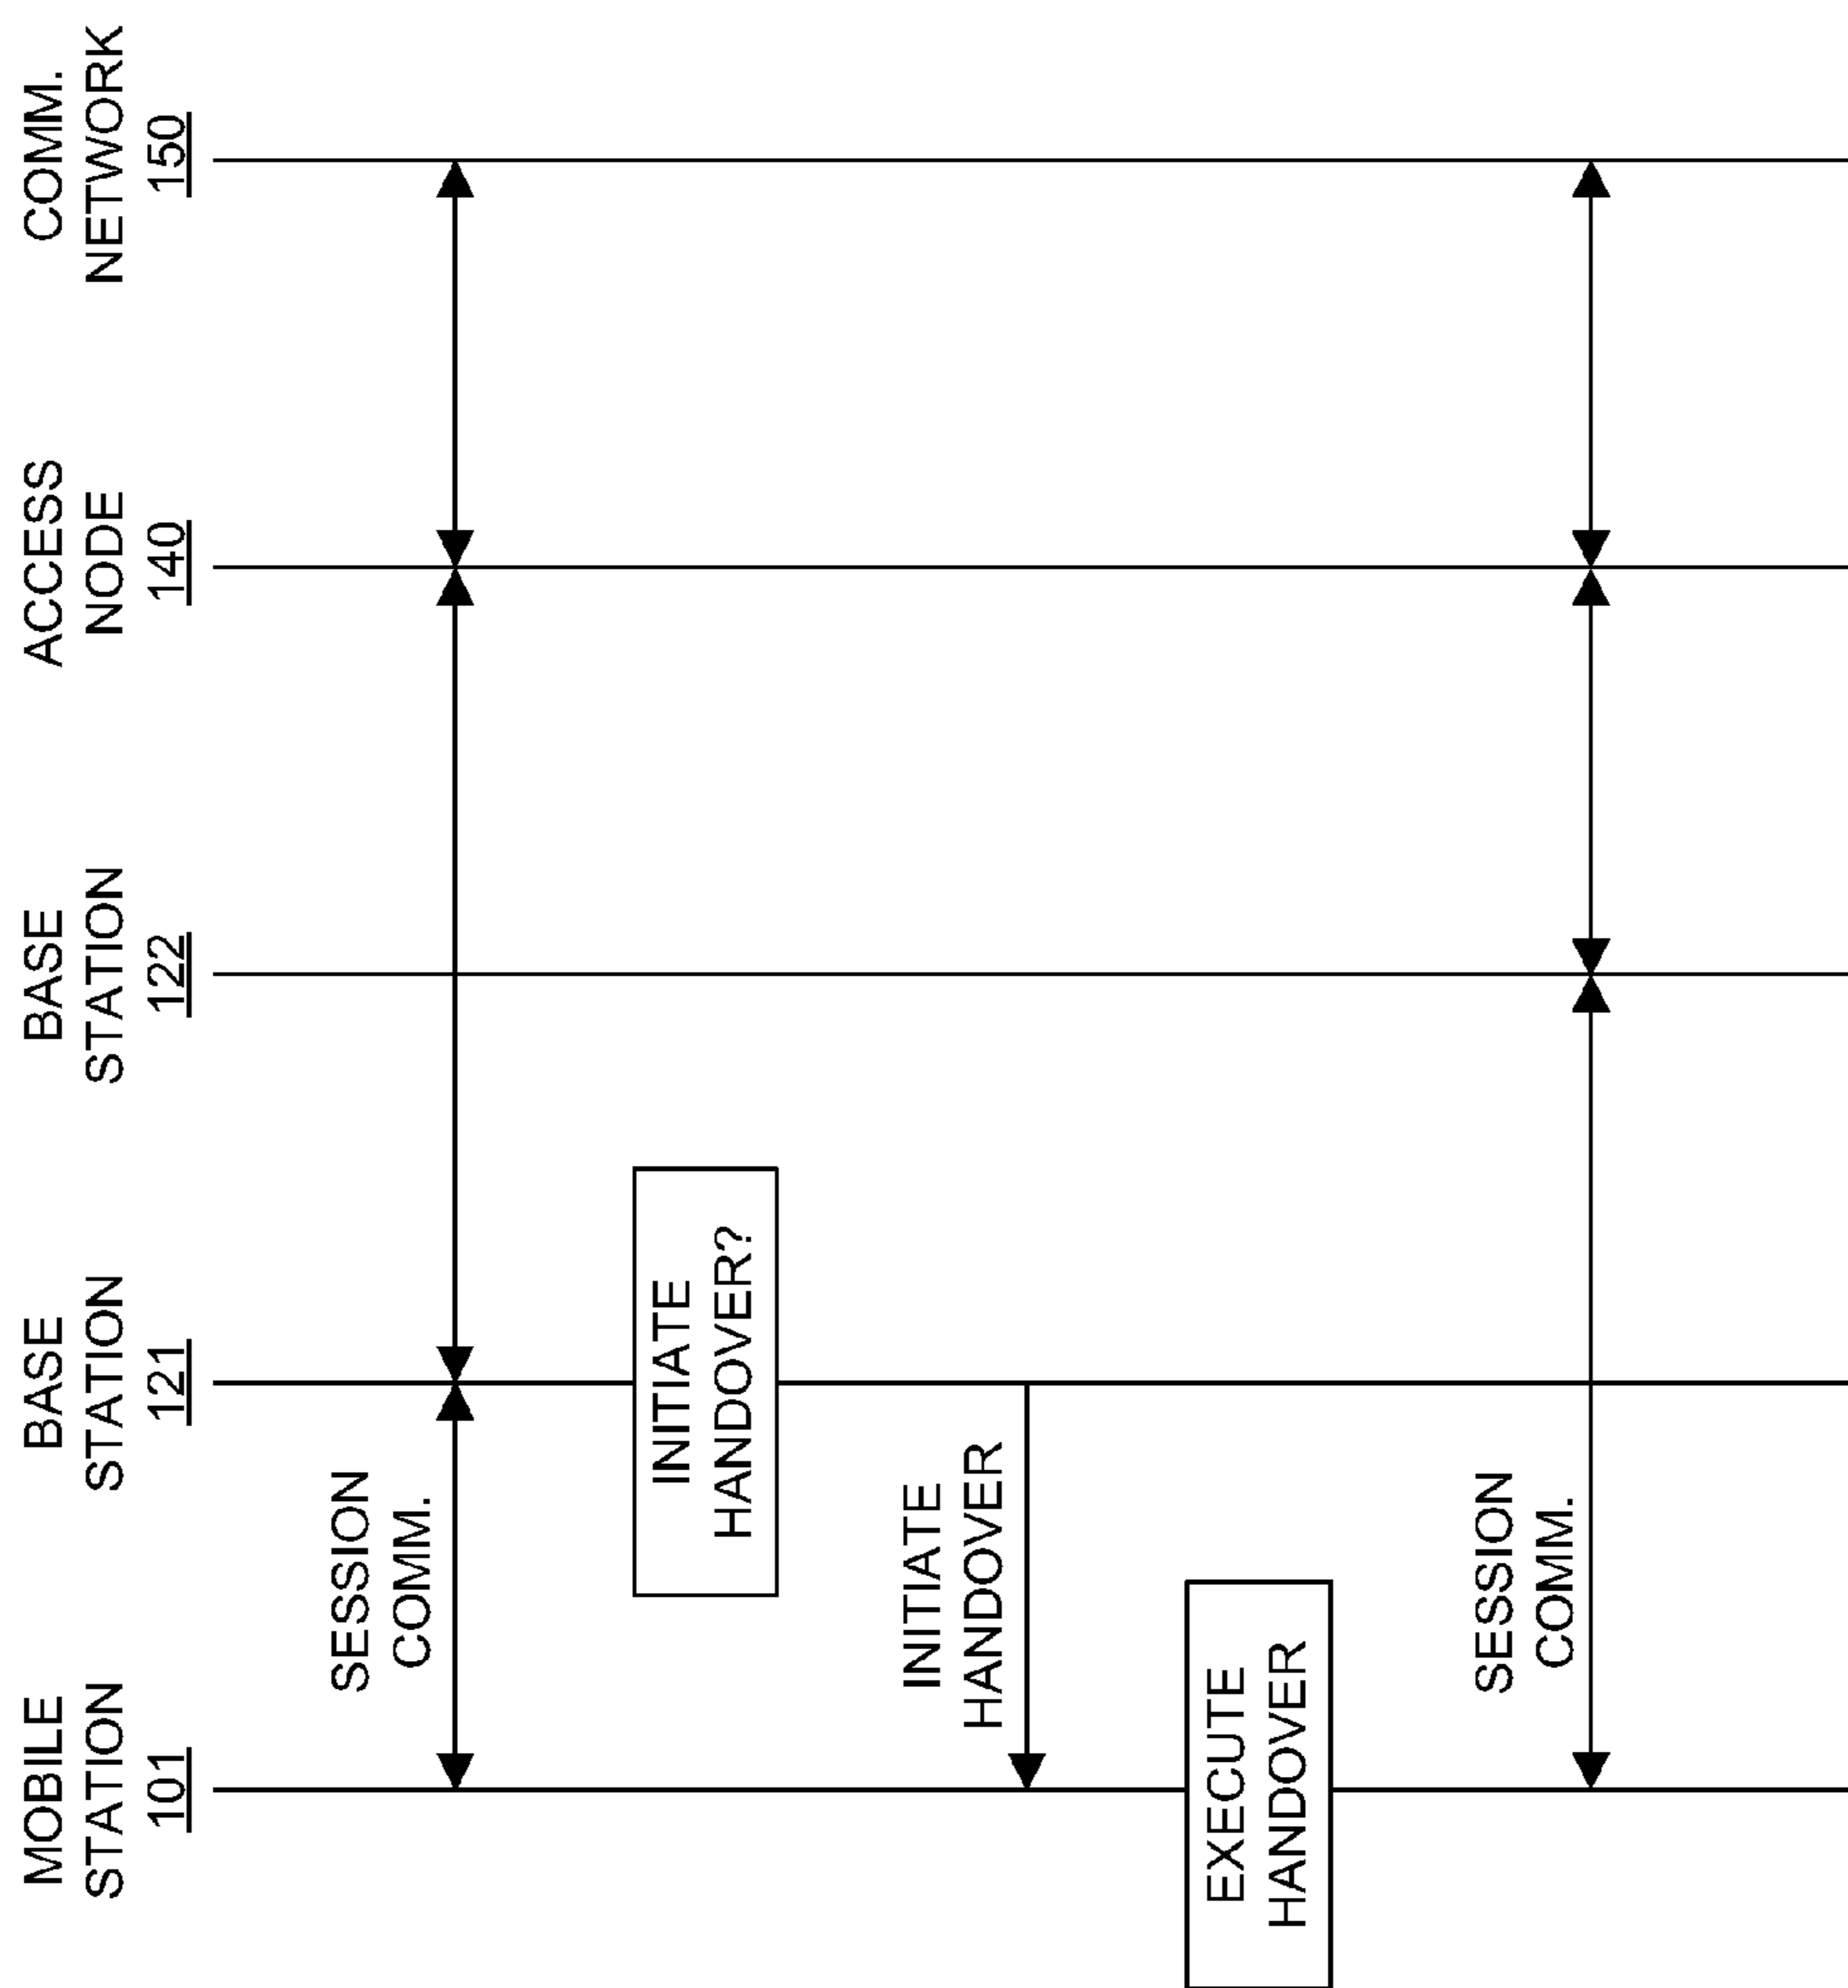 MOBILE
STATION
101
BASE
STATION
121
BASE
STATION
122
ACCESS
NODE
140
COMM.
NETWORK
150
SESSION
COMM.
INITIATE
HANDOVER?
INITIATE
HANDOVER
EXECUTE
HANDOVER
SESSION
COMM.